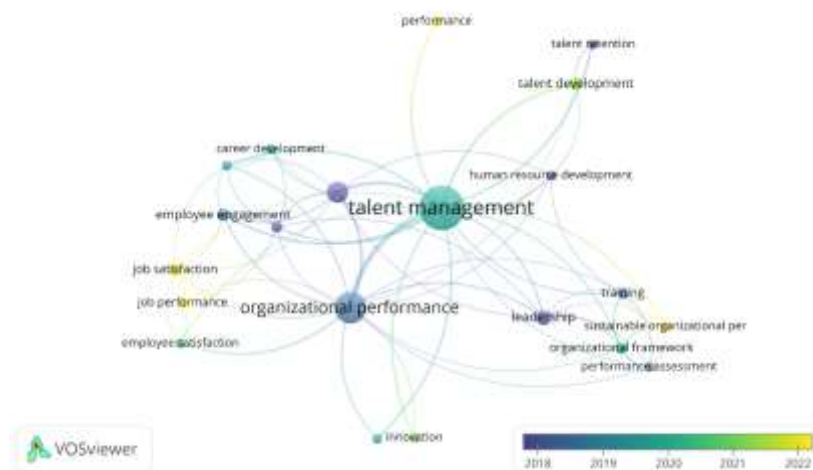 performance
talent retention
talent development
career development
human resource development
talent management
employee engagement
job satisfaction
job performance
organizational performance
training
leadership
sustainable organizational per
employee satisfaction
organizational framework
performance assessment
innovation
VOSviewer
2018 2019 2020 2021 2022